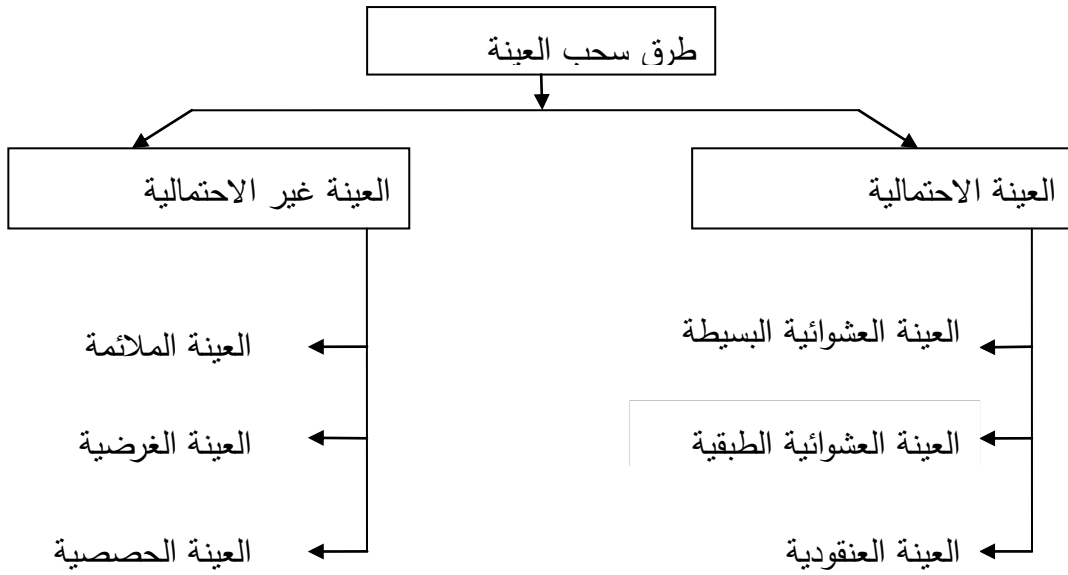 طرق سحب العينة
العينة الاحتمالية
العينة غير الاحتمالية
العينة العشوائية البسيطة
العينة العشوائية الطبقية
العينة العنقودية
العينة الملائمة
العينة الغرضية
العينة الحصصية